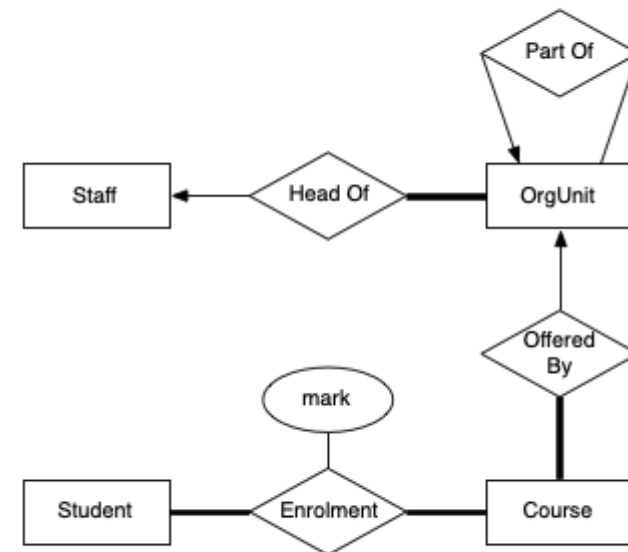 Part Of
Staff
Head Of
OrgUnit
Offered
By
mark
Student
Enrolment
Course